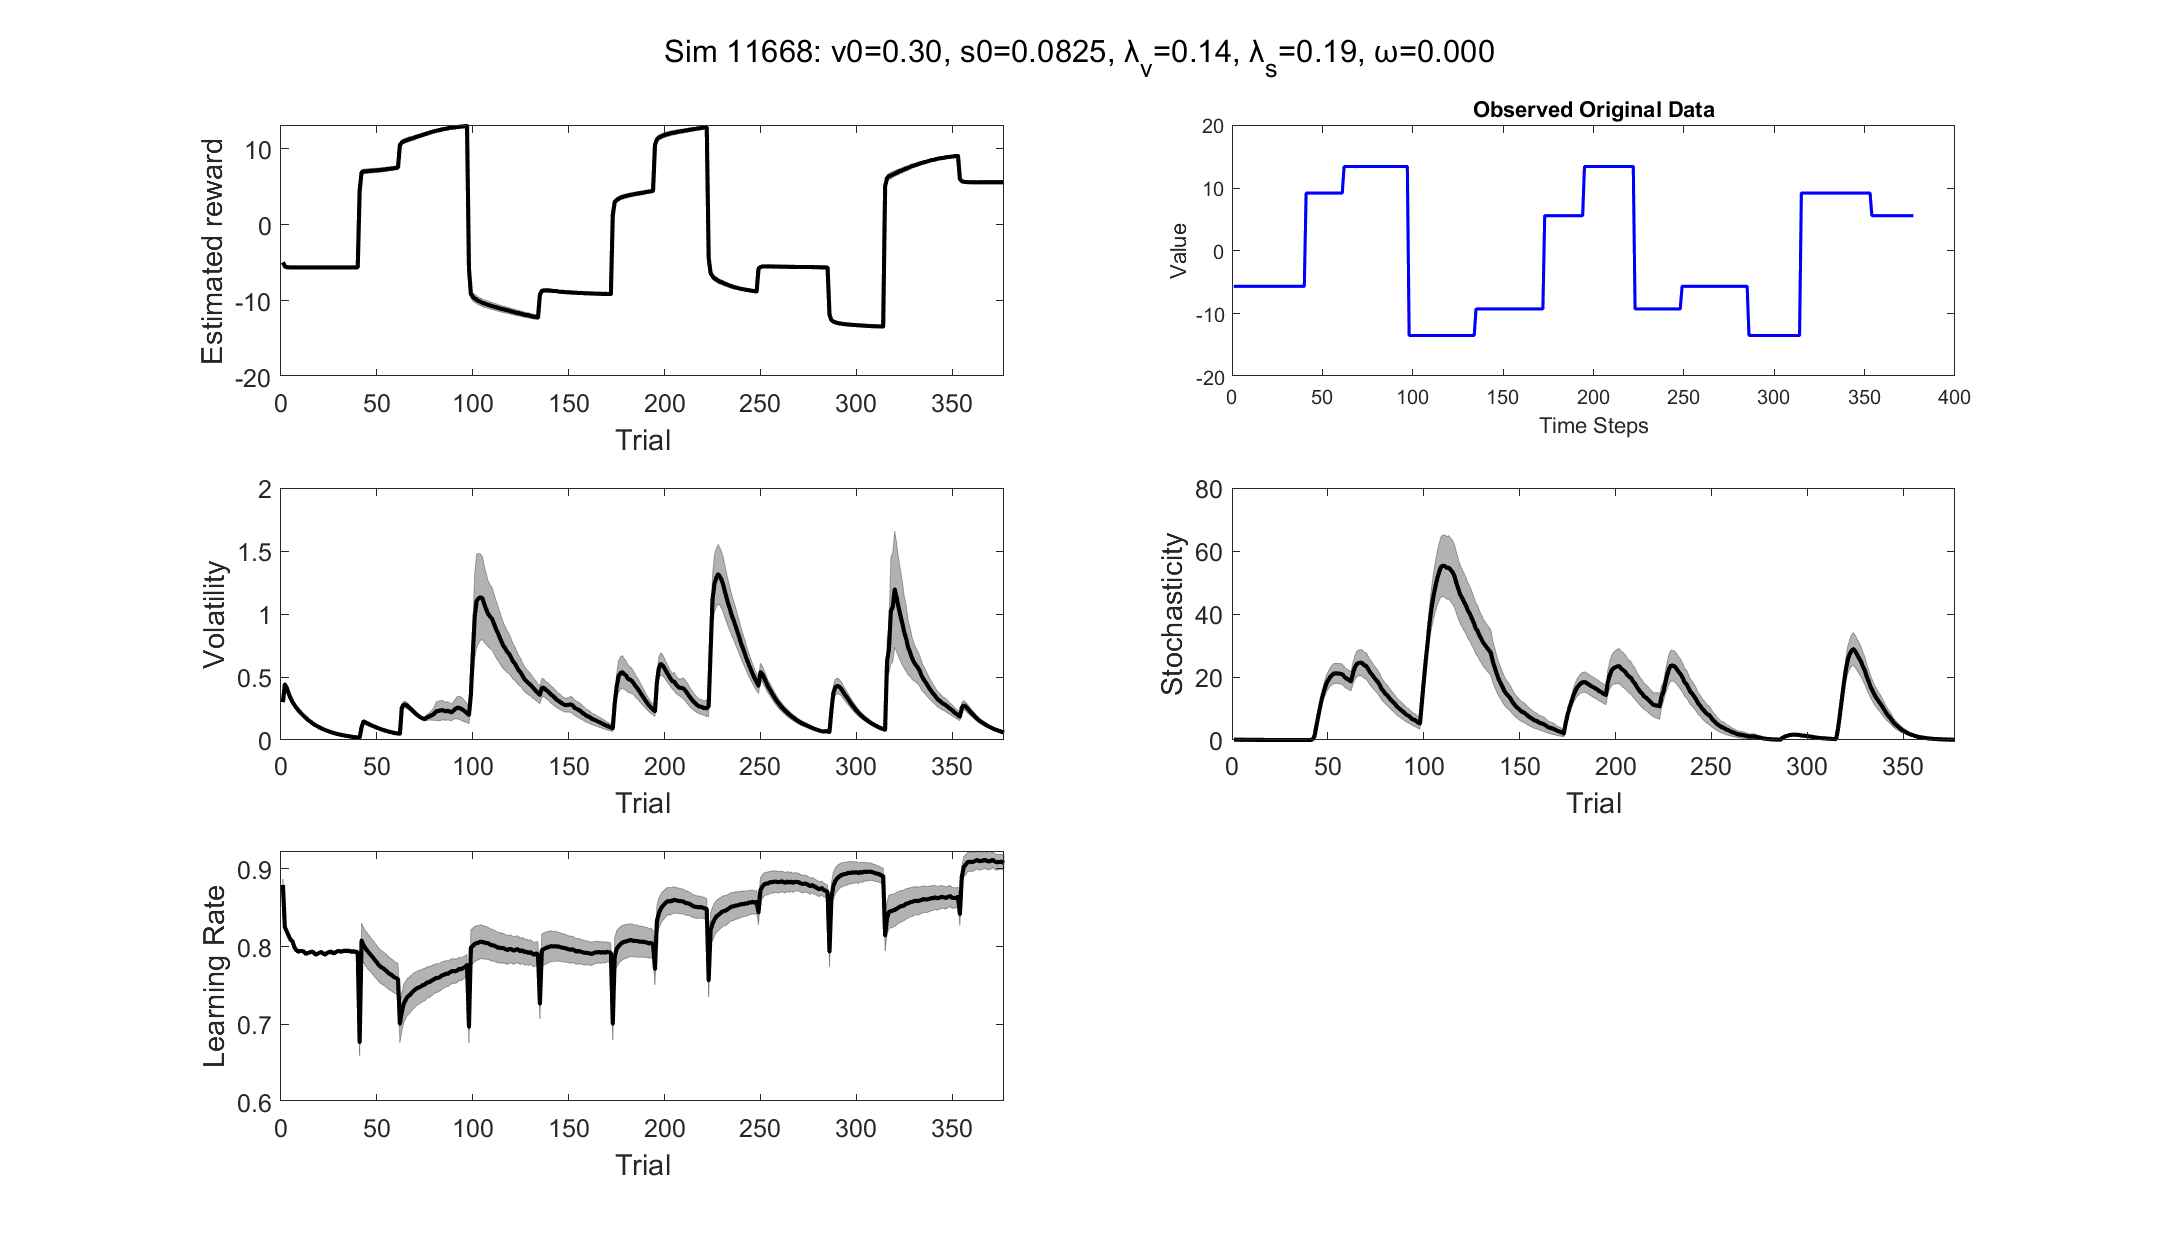 Sim 11668: v0=0.30, s0=0.0825, λ_v=0.14, λ_s=0.19, ω=0.000
Estimated reward
10
0
-10
-20
0 50 100 150 200 250 300 350
Trial
Observed Original Data
Value
20
10
0
-10
-20
0 50 100 150 200 250 300 350 400
Time Steps
Volatility
2
1.5
1
0.5
0
0 50 100 150 200 250 300 350
Trial
Stochasticity
80
60
40
20
0
0 50 100 150 200 250 300 350
Trial
Learning Rate
0.9
0.8
0.7
0.6
0 50 100 150 200 250 300 350
Trial